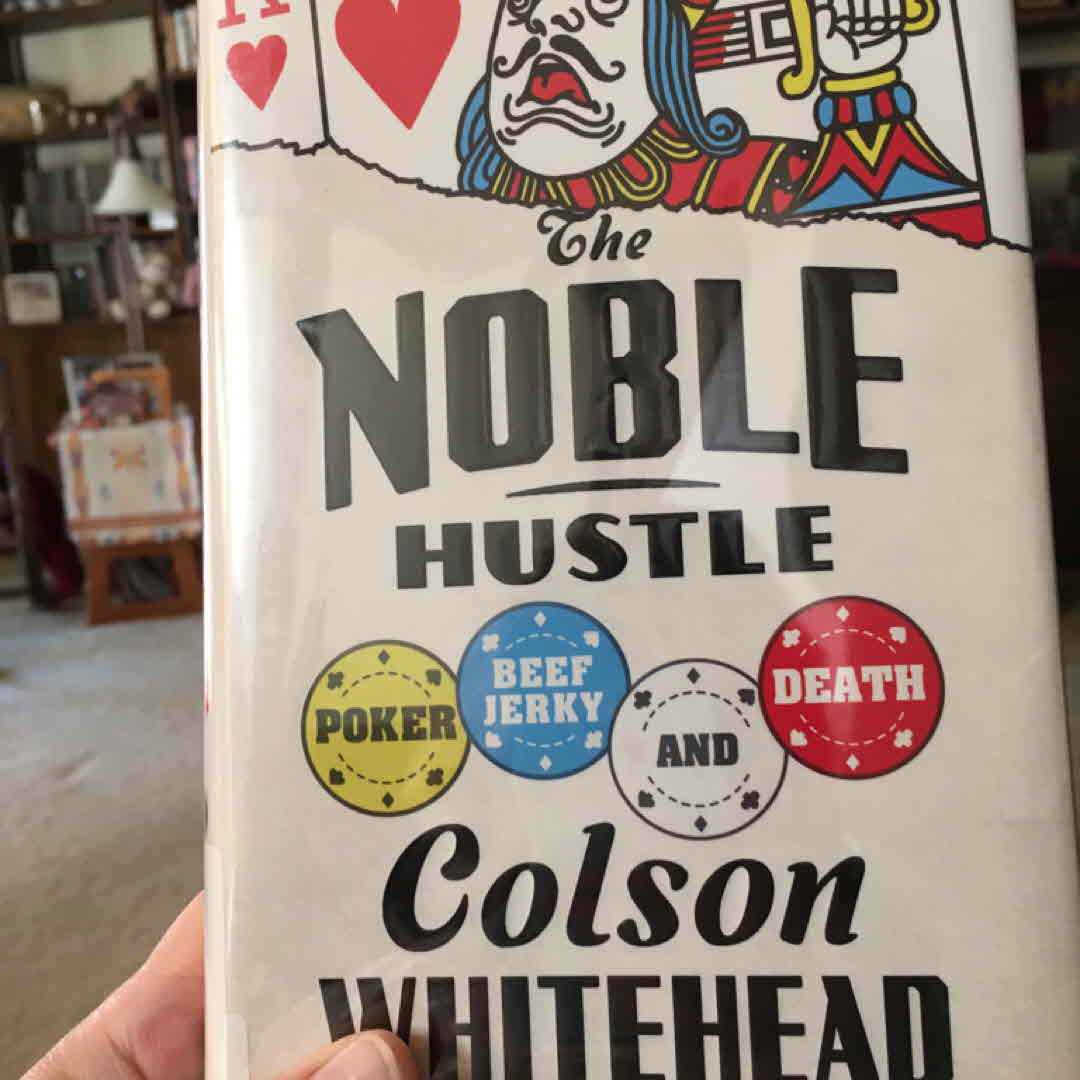 The
NOBLE
HUSTLE
POKER
BEEF
JERKY
AND
DEATH
Colson
WHITEHEAD